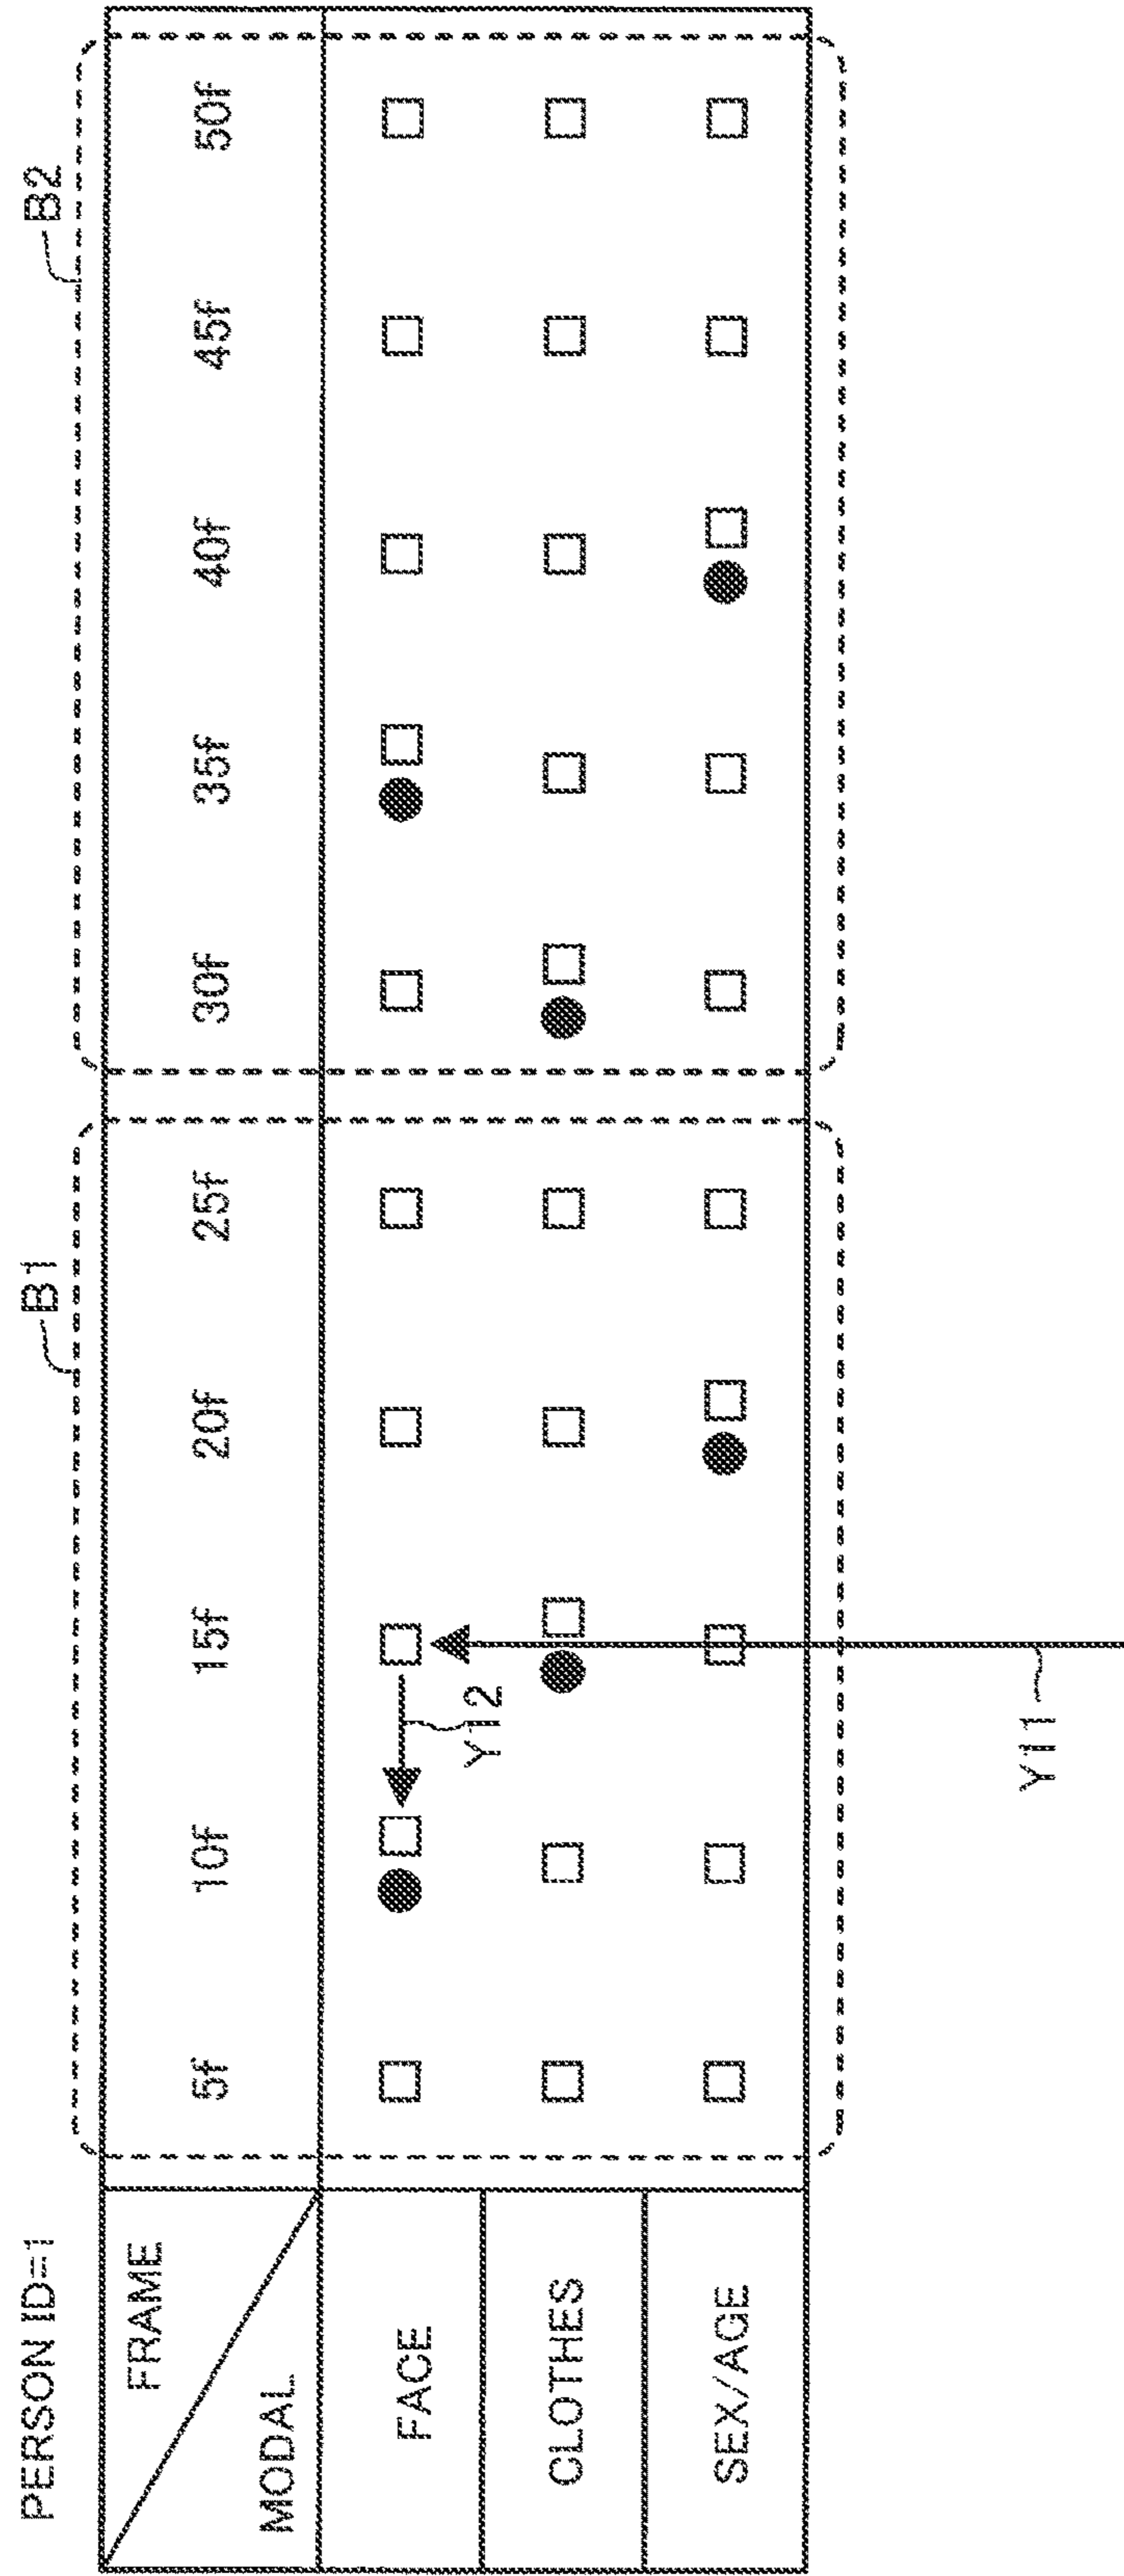 PERSON ID=1
B1
B2
FRAME
MODAL
5f 10f 15f 20f 25f 30f 35f 40f 45f 50f
FACE
Y12
CLOTHES
SEX/AGE
Y11